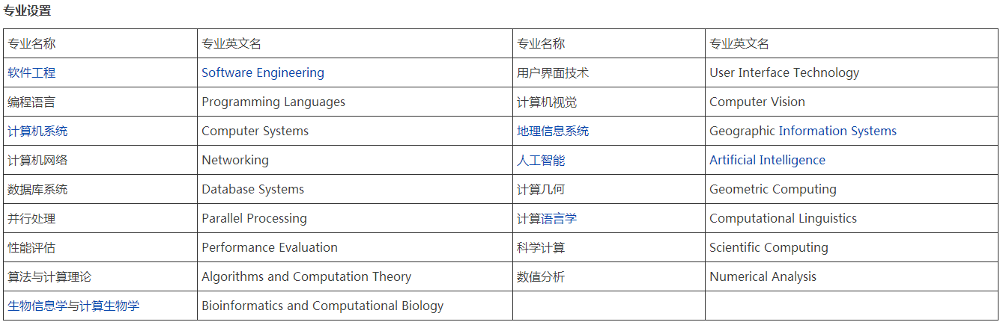 专业设置
专业名称 专业英文名 专业名称 专业英文名
软件工程 Software Engineering 用户界面技术 User Interface Technology
编程语言 Programming Languages 计算机视觉 Computer Vision
计算机系统 Computer Systems 地理信息系统 Geographic Information Systems
计算机网络 Networking 人工智能 Artificial Intelligence
数据库系统 Database Systems 计算几何 Geometric Computing
并行处理 Parallel Processing 计算语言学 Computational Linguistics
性能评估 Performance Evaluation 科学计算 Scientific Computing
算法与计算理论 Algorithms and Computation Theory 数值分析 Numerical Analysis
生物信息学与计算生物学 Bioinformatics and Computational Biology